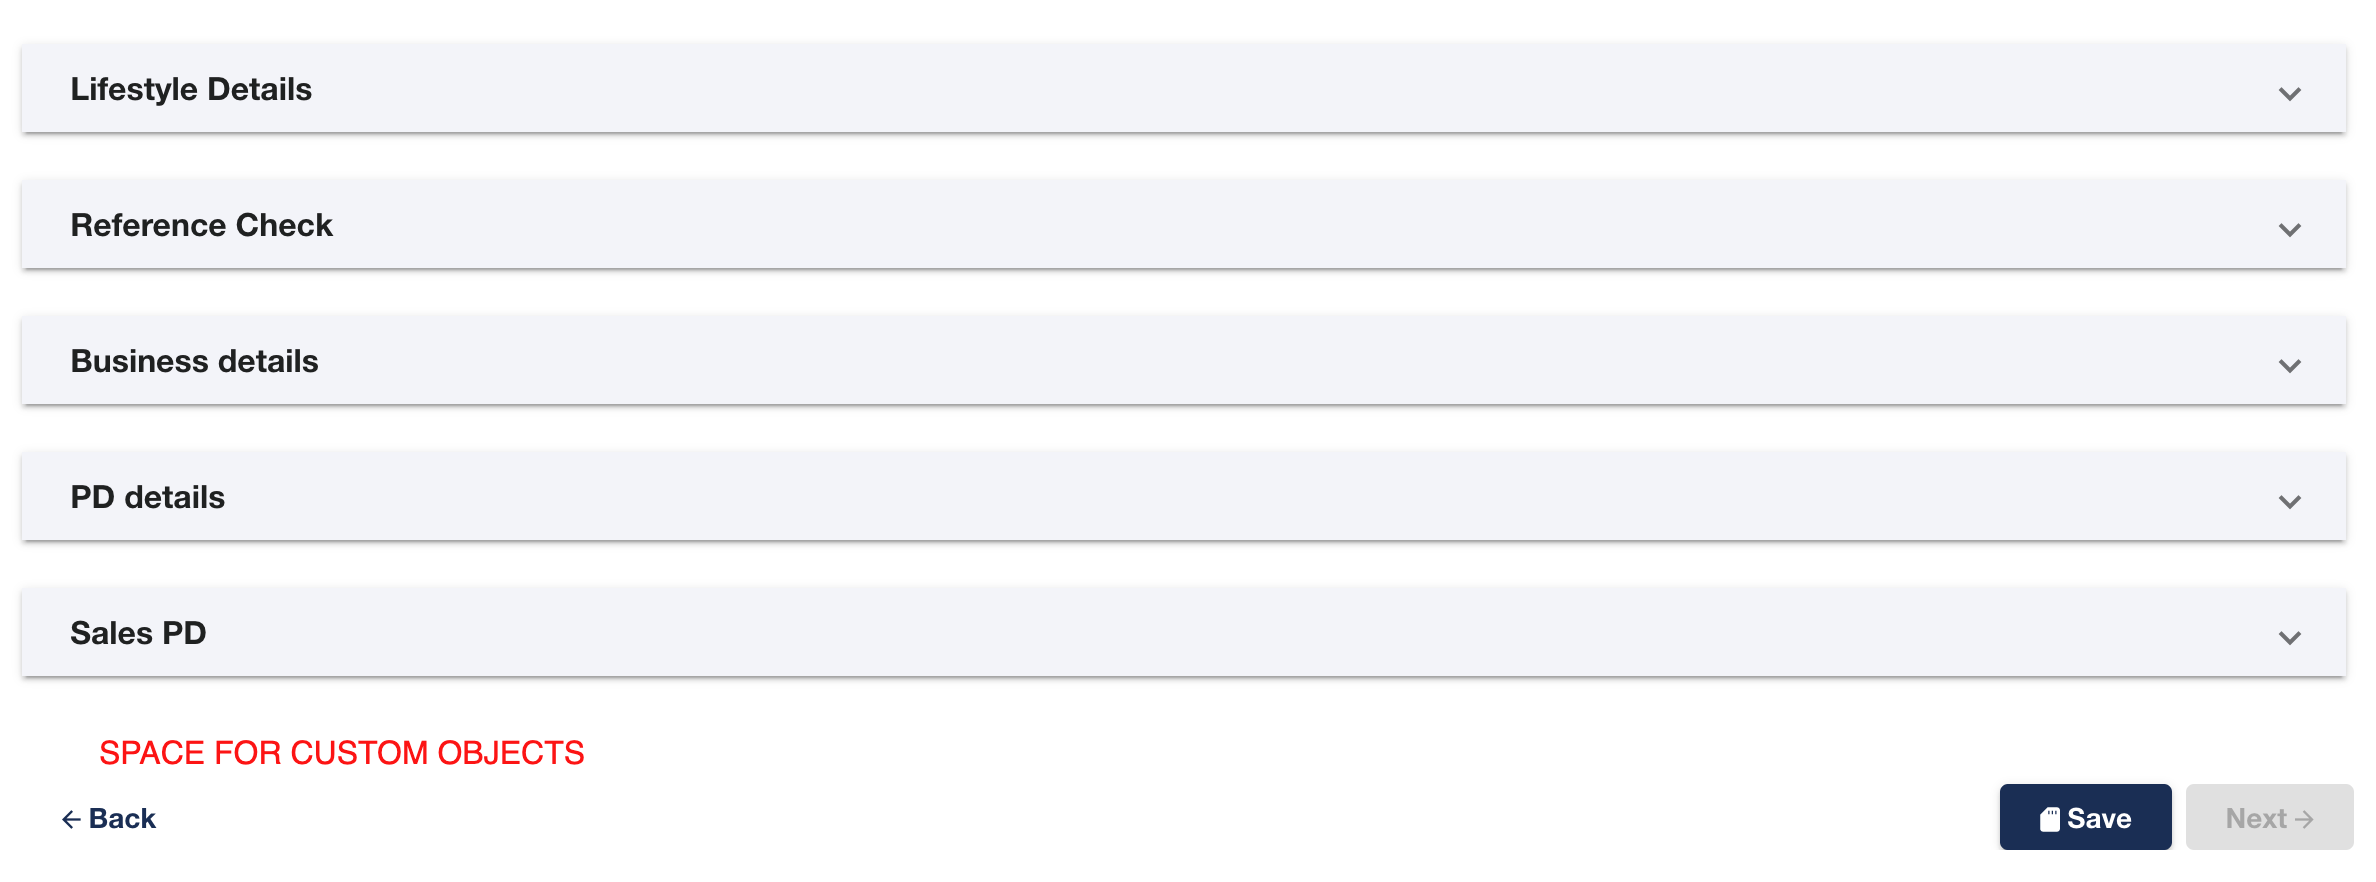 Lifestyle Details
Reference Check
Business details
PD details
Sales PD
SPACE FOR CUSTOM OBJECTS
Back
Save
Next